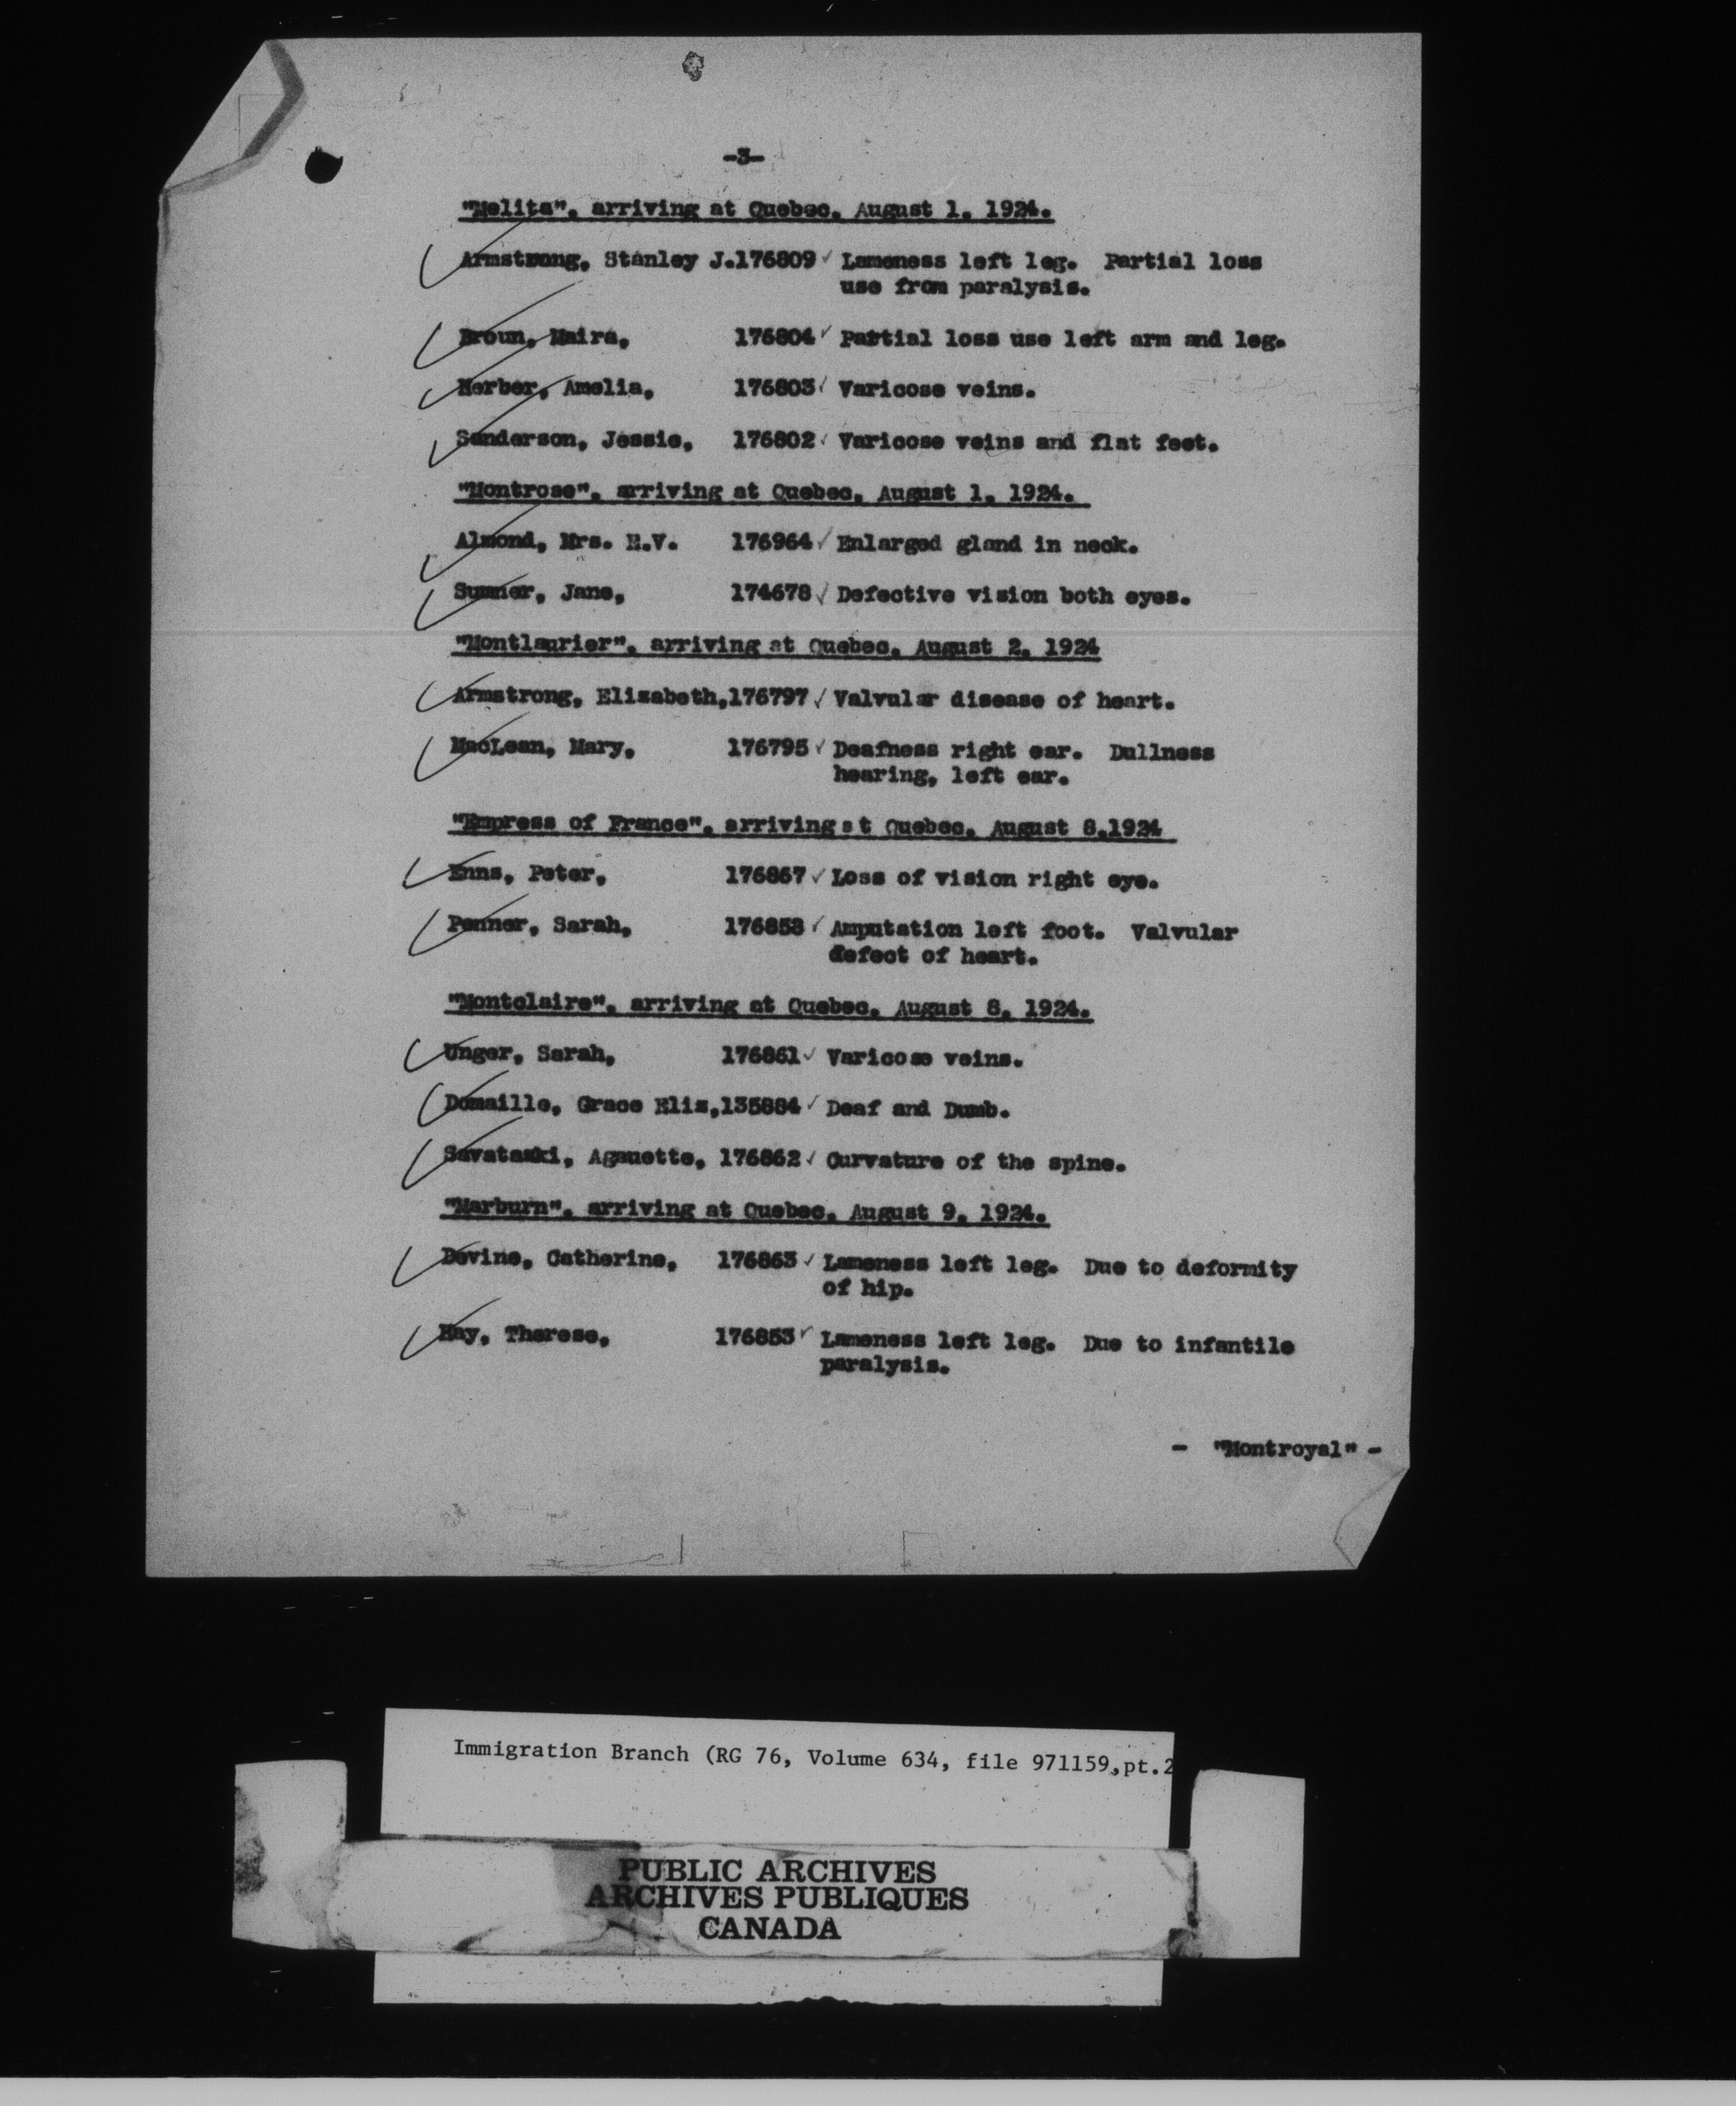 -3-
"Melita", arriving at Quebec, August 1, 1924.
Armstrong, Stanley J.176809 Lameness left leg. Partial loss
use from paralysis.
Broun, Maira, 176804 Partial loss use left arm and leg.
Herber, Amelia, 176803 Varicose veins.
Sanderson, Jessie, 176802 Varicose veins and flat feet.
"Montrose", arriving at Quebec, August 1, 1924.
Almond, Mrs. E.V. 176964 Enlarged gland in neck.
Sumner, Jane, 174678 Defective vision both eyes.
"Montlaurier", arriving at Quebec, August 2, 1924
Armstrong, Elizabeth,176797 Valvular disease of heart.
MacLean, Mary, 176795 Deafness right ear. Dullness
hearing, left ear.
"Empress of France", arriving at Quebec, August 8,1924
Enns, Peter, 176867 Loss of vision right eye.
Penner, Sarah, 176858 Amputation left foot. Valvular
defect of heart.
"Montclaire", arriving at Quebec, August 8, 1924.
Unger, Sarah, 176861 Varicose veins.
Domaille, Grace Eliz,135884 Deaf and Dumb.
176862 Curvature of the spine.
"Marburn", arriving at Quebec, August 9, 1924.
Devine, Catherine, 176863 Lameness left leg. Due to deformity
of hip.
Hay, Therese, 176853 Lameness left leg. Due to infantile
paralysis.
- "Montroyal" -
Immigration Branch (RG 76, Volume 634, file 971159,pt.2
PUBLIC ARCHIVES
ARCHIVES PUBLIQUES
CANADA